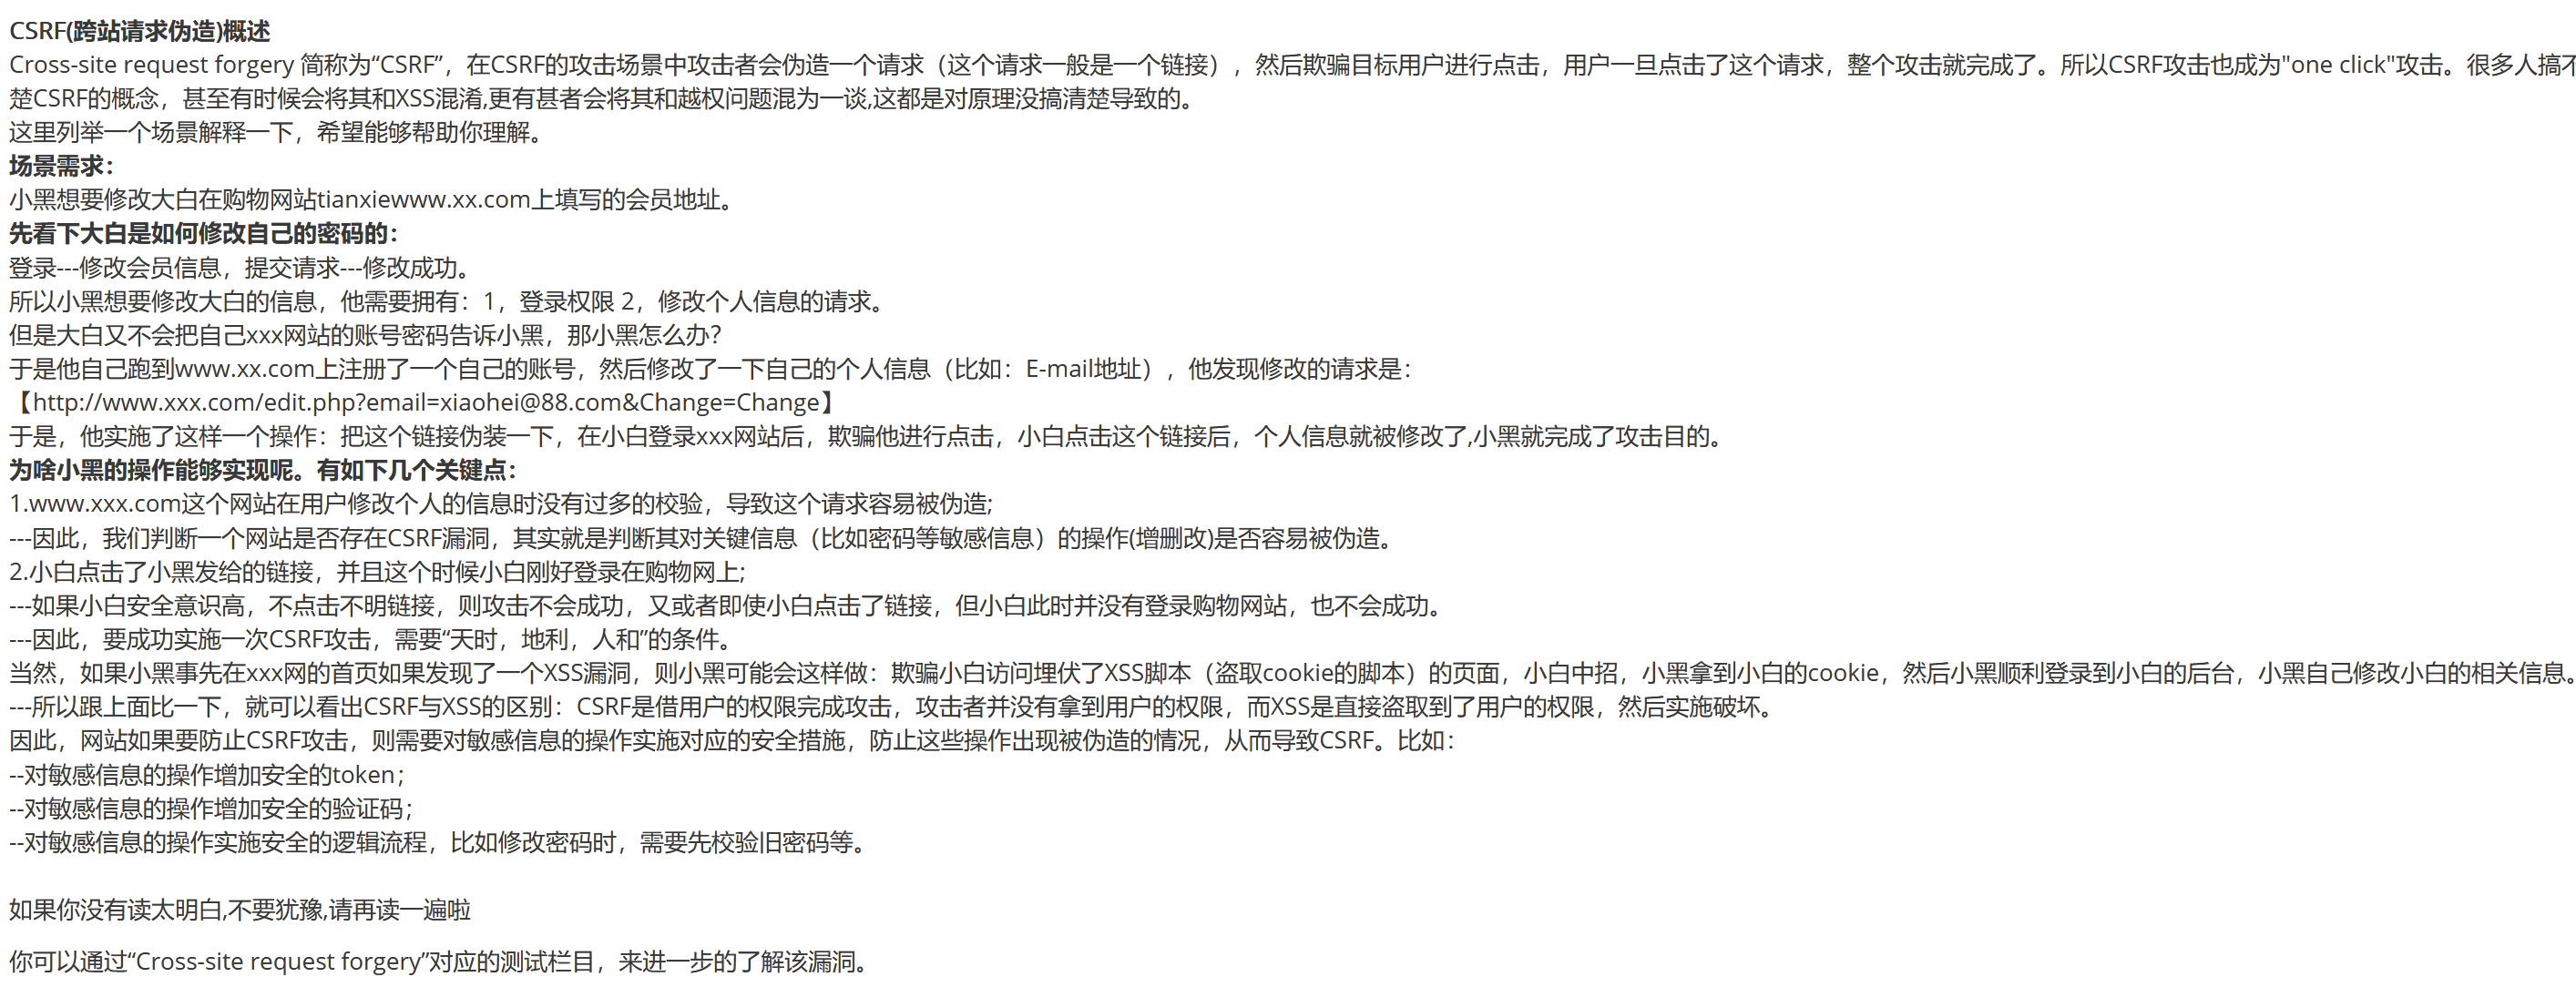 CSRF(跨站请求伪造)概述
Cross-site request forgery 简称为“CSRF”，在CSRF的攻击场景中攻击者会伪造一个请求（这个请求一般是一个链接），然后欺骗目标用户进行点击，用户一旦点击了这个请求，整个攻击就完成了。所以CSRF攻击也成为"one click"攻击。很多人搞不
楚CSRF的概念，甚至有时候会将其和XSS混淆,更有甚者会将其和越权问题混为一谈,这都是对原理没搞清楚导致的。
这里列举一个场景解释一下，希望能够帮助你理解。
场景需求：
小黑想要修改大白在购物网站tianxiewww.xx.com上填写的会员地址。
先看下大白是如何修改自己的密码的：
登录---修改会员信息，提交请求---修改成功。
所以小黑想要修改大白的信息，他需要拥有：1，登录权限 2，修改个人信息的请求。
但是大白又不会把自己xxx网站的账号密码告诉小黑，那小黑怎么办？
于是他自己跑到www.xx.com上注册了一个自己的账号，然后修改了一下自己的个人信息（比如：E-mail地址），他发现修改的请求是：
【http://www.xxx.com/edit.php?email=xiaohei@88.com&Change=Change】
于是，他实施了这样一个操作：把这个链接伪装一下，在小白登录xxx网站后，欺骗他进行点击，小白点击这个链接后，个人信息就被修改了,小黑就完成了攻击目的。
为啥小黑的操作能够实现呢。有如下几个关键点：
1.www.xxx.com这个网站在用户修改个人的信息时没有过多的校验，导致这个请求容易被伪造;
---因此，我们判断一个网站是否存在CSRF漏洞，其实就是判断其对关键信息（比如密码等敏感信息）的操作(增删改)是否容易被伪造。
2.小白点击了小黑发给的链接，并且这个时候小白刚好登录在购物网上;
---如果小白安全意识高，不点击不明链接，则攻击不会成功，又或者即使小白点击了链接，但小白此时并没有登录购物网站，也不会成功。
---因此，要成功实施一次CSRF攻击，需要“天时，地利，人和”的条件。
当然，如果小黑事先在xxx网的首页如果发现了一个XSS漏洞，则小黑可能会这样做：欺骗小白访问埋伏了XSS脚本（盗取cookie的脚本）的页面，小白中招，小黑拿到小白的cookie，然后小黑顺利登录到小白的后台，小黑自己修改小白的相关信息。
---所以跟上面比一下，就可以看出CSRF与XSS的区别：CSRF是借用户的权限完成攻击，攻击者并没有拿到用户的权限，而XSS是直接盗取到了用户的权限，然后实施破坏。
因此，网站如果要防止CSRF攻击，则需要对敏感信息的操作实施对应的安全措施，防止这些操作出现被伪造的情况，从而导致CSRF。比如：
--对敏感信息的操作增加安全的token；
--对敏感信息的操作增加安全的验证码；
--对敏感信息的操作实施安全的逻辑流程，比如修改密码时，需要先校验旧密码等。
如果你没有读太明白,不要犹豫,请再读一遍啦
你可以通过“Cross-site request forgery”对应的测试栏目，来进一步的了解该漏洞。